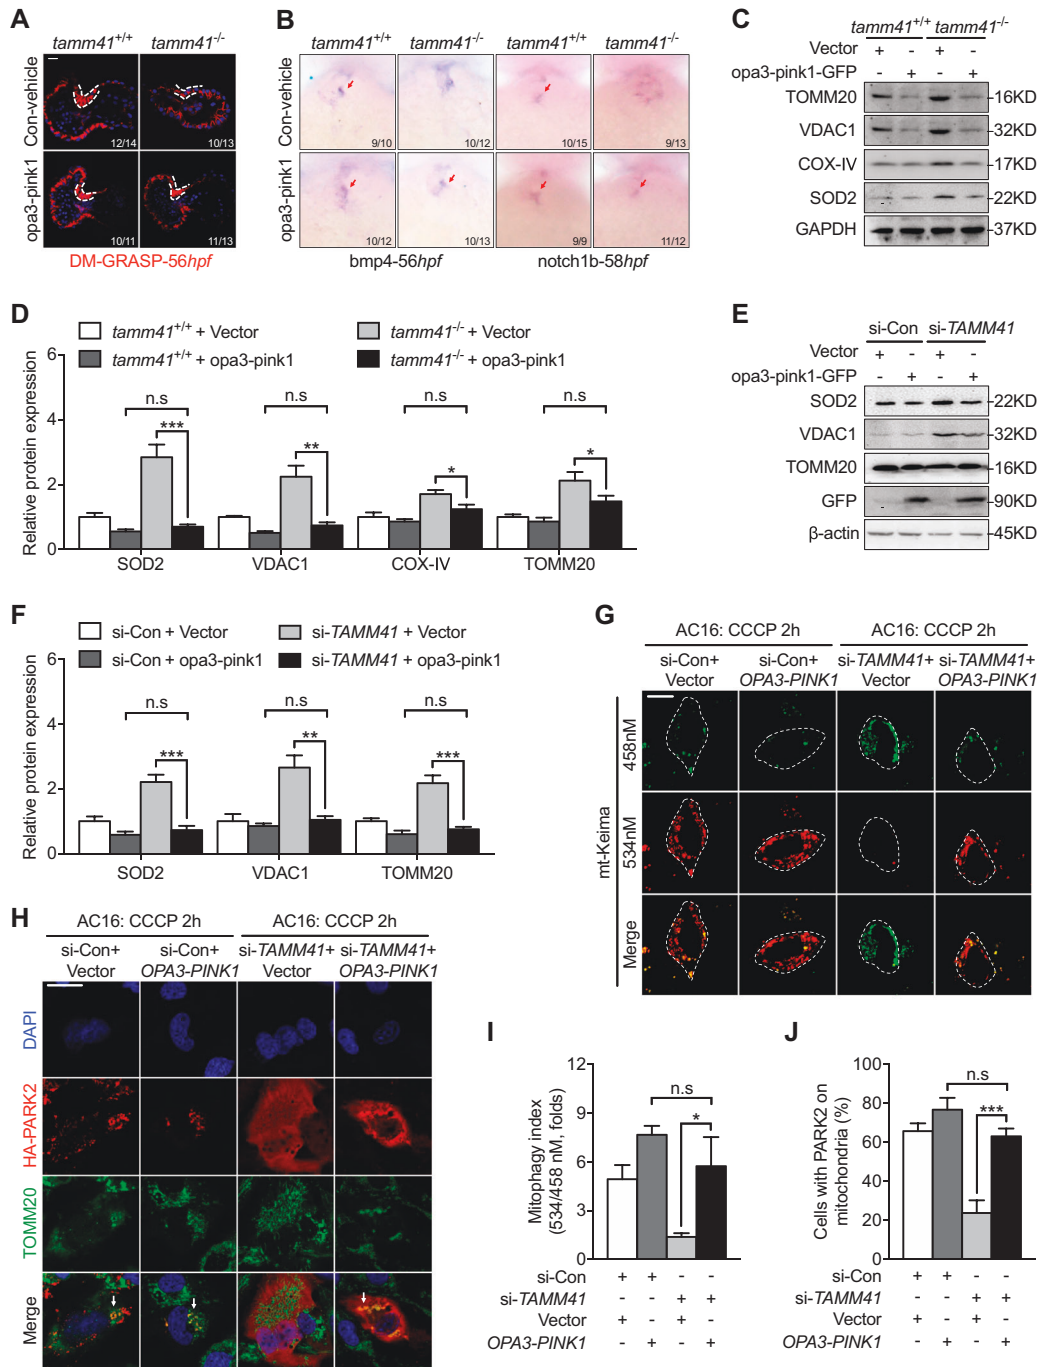 A
tamm41+/+ tamm41-/-
Con-vehicle
12/14 10/13
opa3-pink1
10/11 11/13
DM-GRASP-56hpf
B
tamm41+/+ tamm41-/- tamm41+/+ tamm41-/-
Con-vehicle
9/10 10/12 10/15 9/13
opa3-pink1
10/12 10/13 9/9 11/12
bmp4-56hpf notch1b-58hpf
C
tamm41+/+ tamm41-/-
Vector + - + -
opa3-pink1-GFP - + - +
TOMM20 -16KD
VDAC1 -32KD
COX-IV -17KD
SOD2 -22KD
GAPDH -37KD
D
tamm41+/+ + Vector tamm41-/- + Vector
tamm41+/+ + opa3-pink1 tamm41-/- + opa3-pink1
Relative protein expression
6
4
2
0
n.s n.s n.s n.s
*** ** * *
SOD2 VDAC1 COX-IV TOMM20
E
si-Con si-TAMM41
Vector + - + -
opa3-pink1-GFP - + - +
SOD2 -22KD
VDAC1 -32KD
TOMM20 -16KD
GFP -90KD
β-actin -45KD
F
si-Con + Vector si-TAMM41 + Vector
si-Con + opa3-pink1 si-TAMM41 + opa3-pink1
Relative protein expression
6
4
2
0
n.s n.s n.s
*** ** ***
SOD2 VDAC1 TOMM20
G
AC16: CCCP 2h AC16: CCCP 2h
si-Con+ si-Con+ si-TAMM41+ si-TAMM41+
Vector OPA3-PINK1 Vector OPA3-PINK1
mt-Keima
458nM
534nM
Merge
H
AC16: CCCP 2h AC16: CCCP 2h
si-Con+ si-Con+ si-TAMM41+ si-TAMM41+
Vector OPA3-PINK1 Vector OPA3-PINK1
DAPI
HA-PARK2
TOMM20
Merge
I
Mitophagy index
(534/458 nM, folds)
12
9
6
3
0
n.s
*
si-Con + + - -
si-TAMM41 - - + +
Vector + - + -
OPA3-PINK1 - + - +
J
Cells with PARK2 on
mitochondria (%)
100
80
60
40
20
0
n.s
***
si-Con + + - -
si-TAMM41 - - + +
Vector + - + -
OPA3-PINK1 - + - +